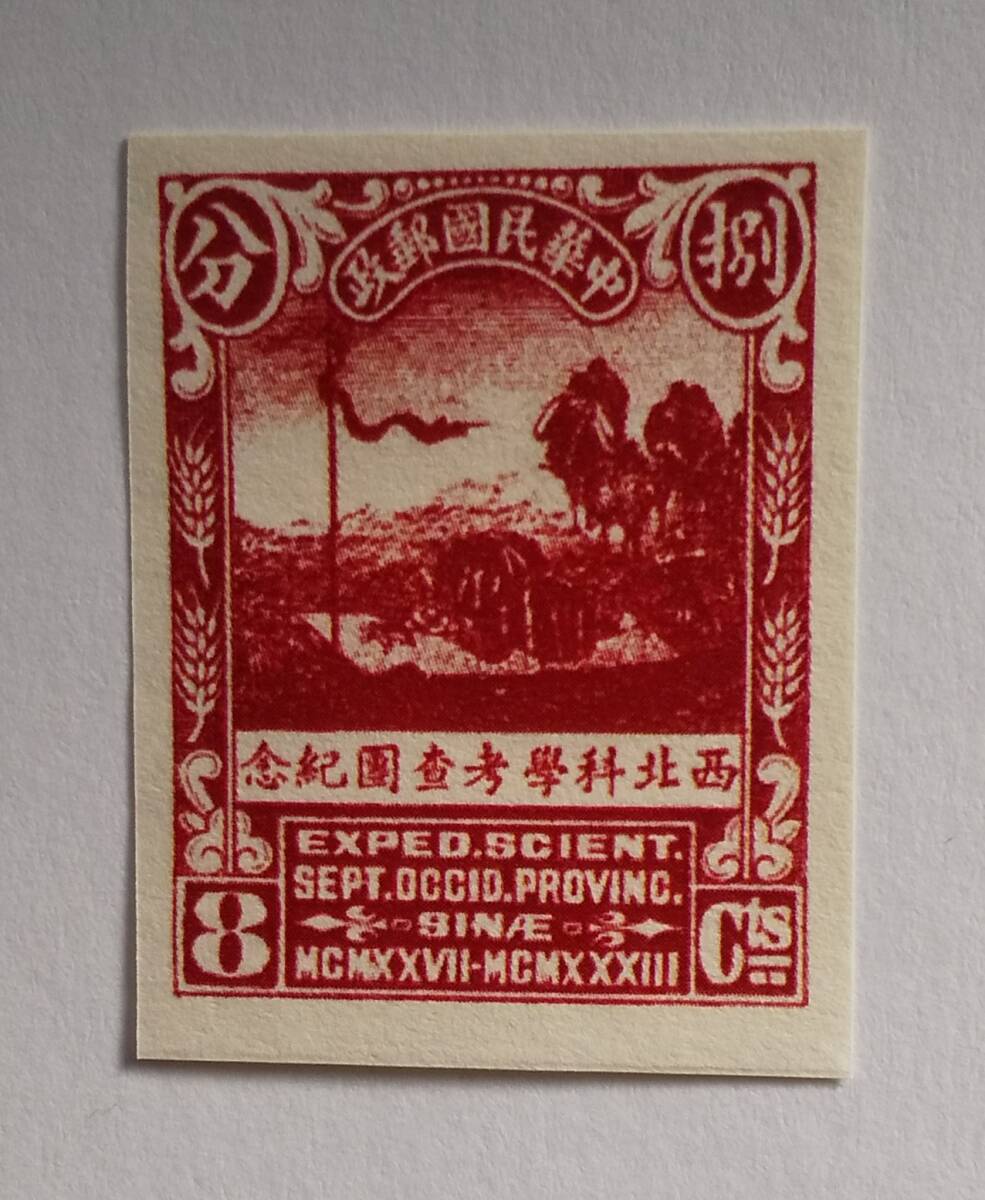 捌分
中華民國郵政
西北科學考查團紀念
EXPED.SCIENT.
SEPT.OCCID.PROVINC.
SINÆ
MCMXXVII-MCMXXXIII
8 Cts